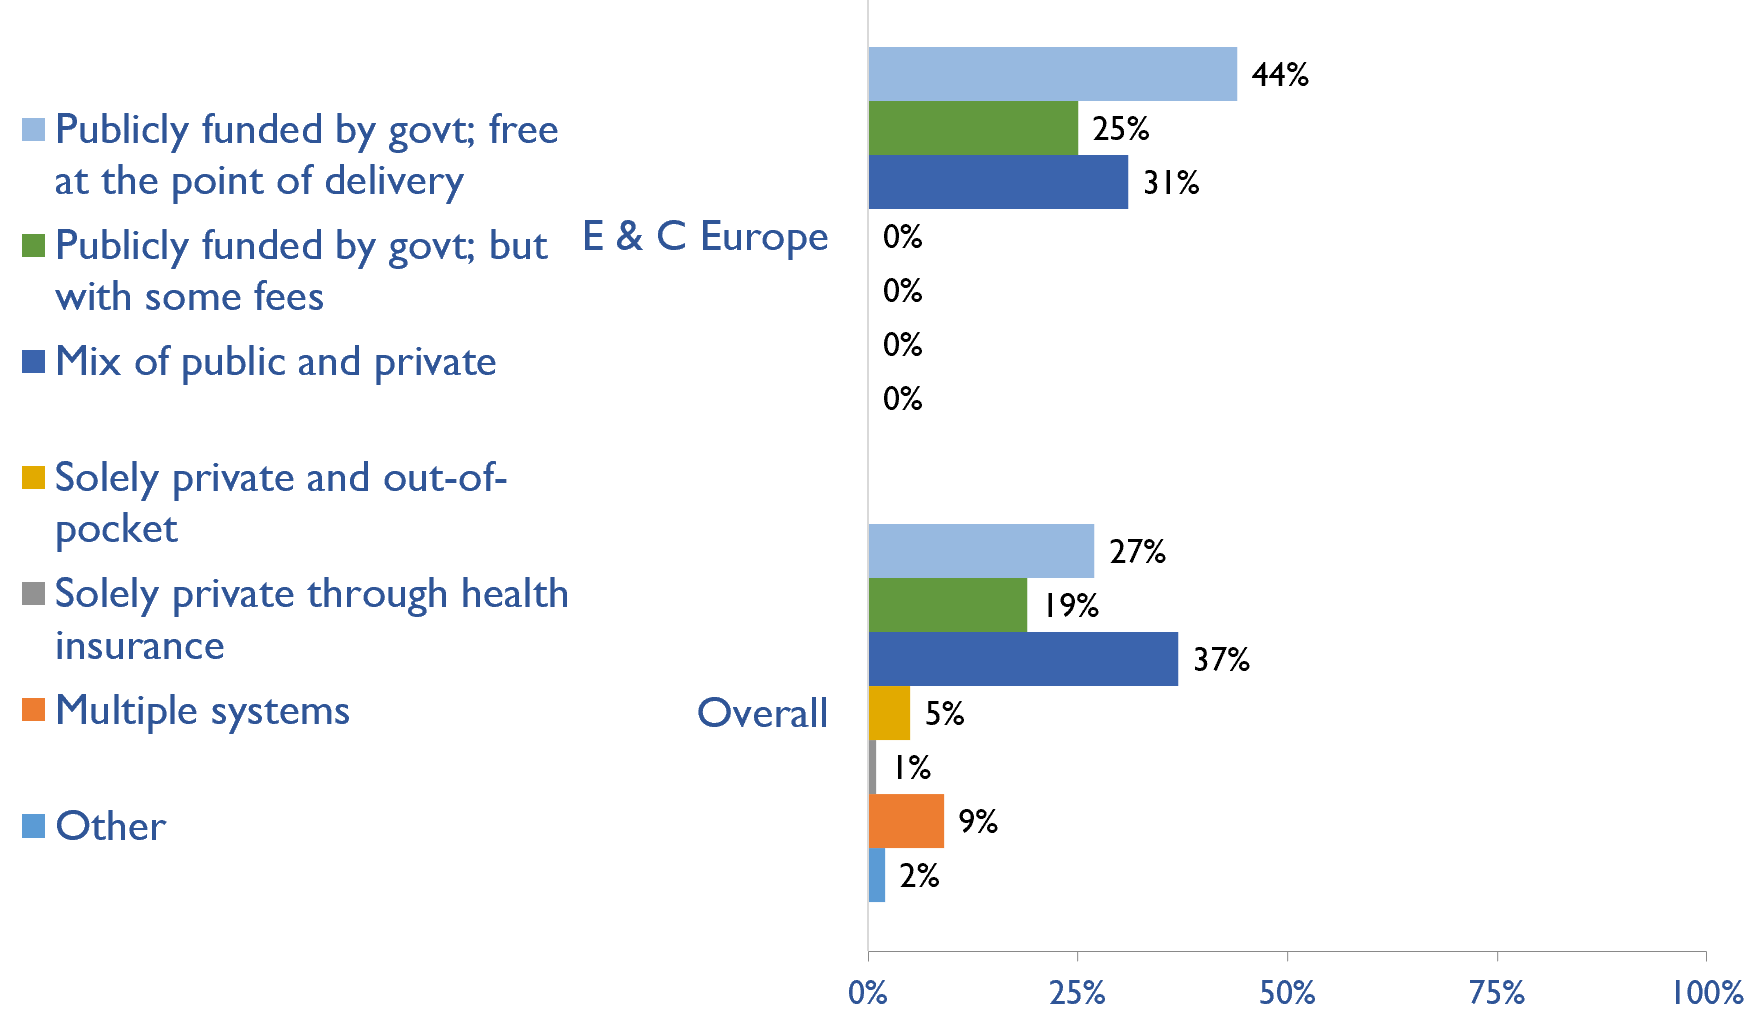 Publicly funded by govt; free
at the point of delivery
Publicly funded by govt; but
with some fees
Mix of public and private
Solely private and out-of-
pocket
Solely private through health
insurance
Multiple systems
Other
E & C Europe
44%
25%
31%
0%
0%
0%
0%
Overall
27%
19%
37%
5%
1%
9%
2%
0%
25%
50%
75%
100%